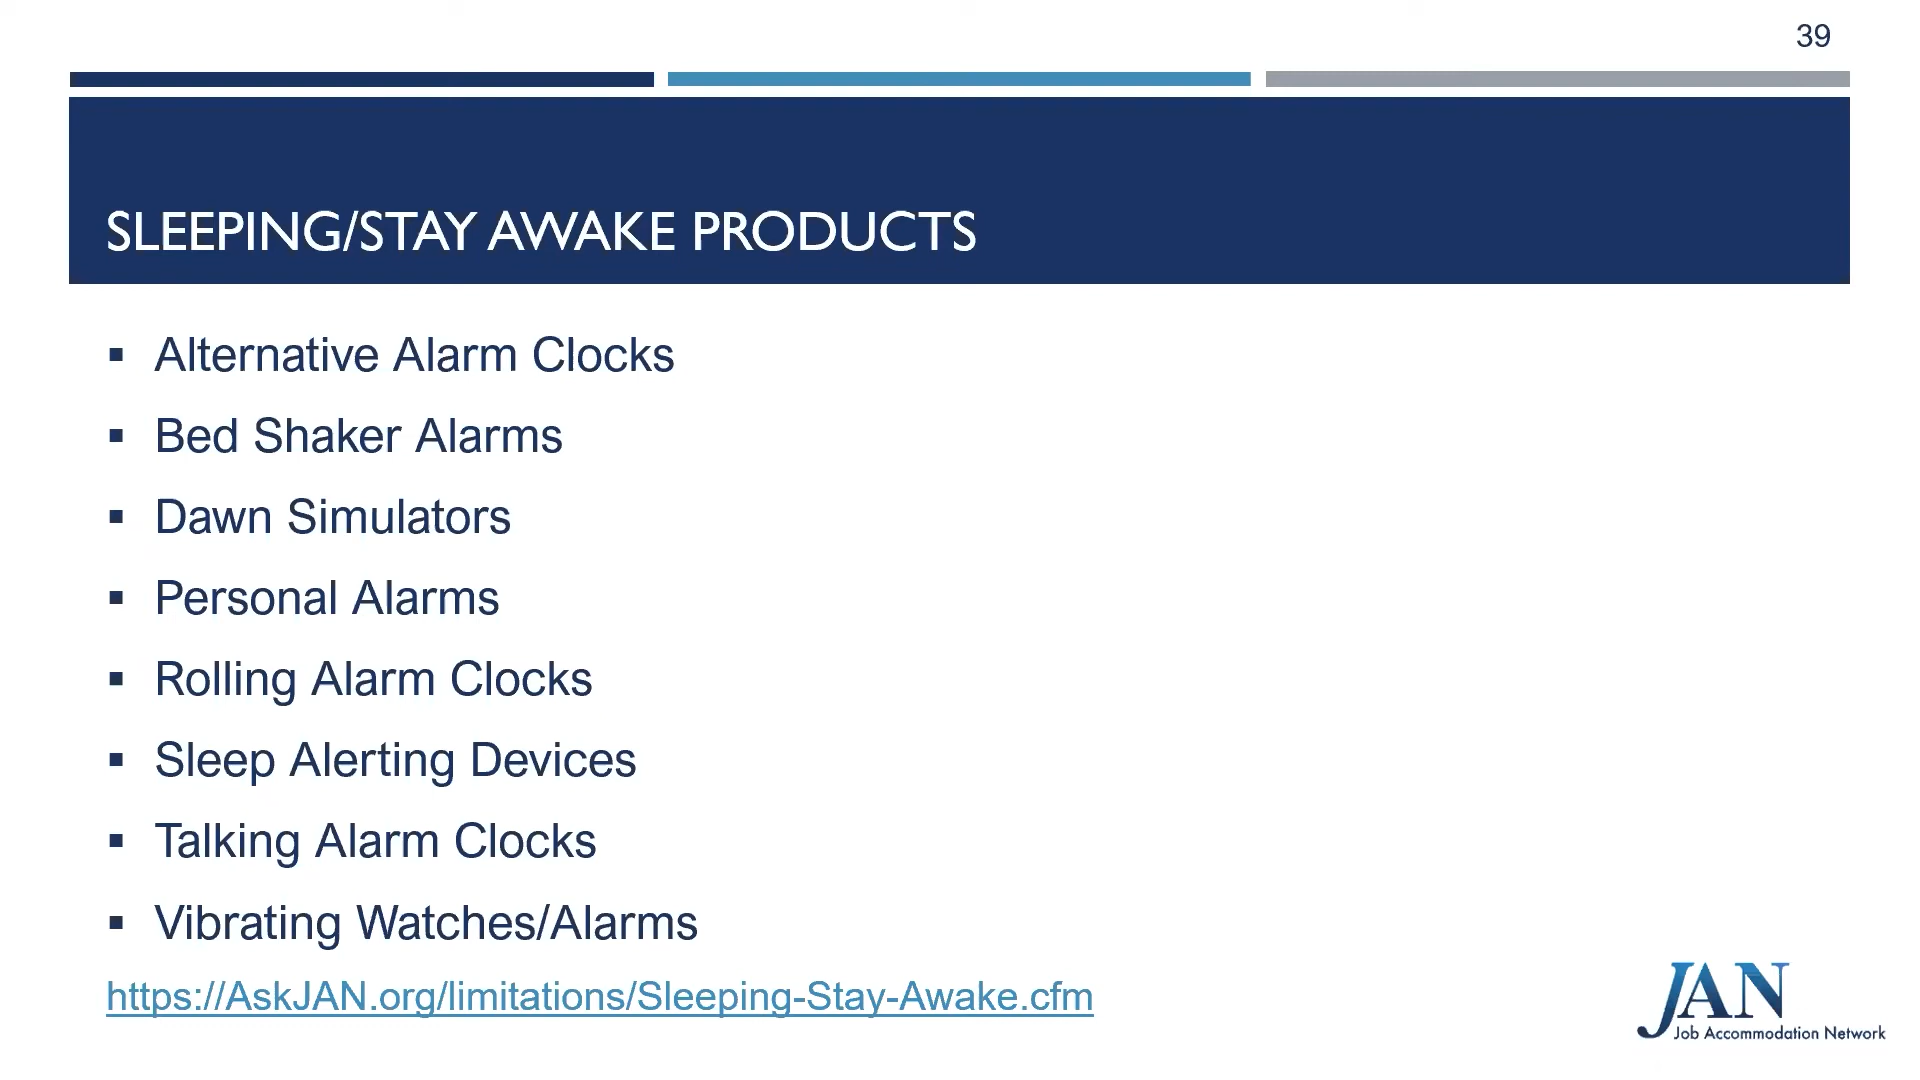 39
SLEEPING/STAY AWAKE PRODUCTS
▪ Alternative Alarm Clocks
▪ Bed Shaker Alarms
▪ Dawn Simulators
▪ Personal Alarms
▪ Rolling Alarm Clocks
▪ Sleep Alerting Devices
▪ Talking Alarm Clocks
▪ Vibrating Watches/Alarms
https://AskJAN.org/limitations/Sleeping-Stay-Awake.cfm
JAN
Job Accommodation Network